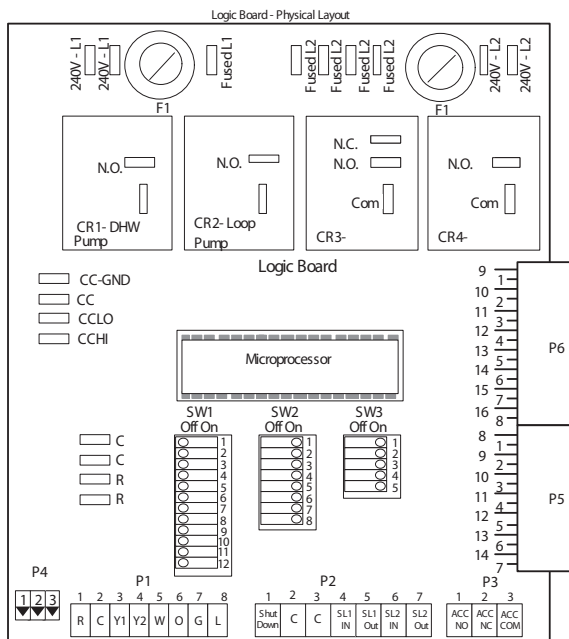 Logic Board - Physical Layout
240V - L1
240V - L1
Fused L1
Fused L2
Fused L2
Fused L2
Fused L2
240V - L2
240V - L2
F1
F1
N.O.
CR1- DHW
Pump
N.O.
CR2- Loop
Pump
N.C.
N.O.
Com
CR3-
N.O.
Com
CR4-
Logic Board
CC-GND
CC
CCLO
CCHI
Microprocessor
SW1
Off On
1
2
3
4
5
6
7
8
9
10
11
12
SW2
Off On
1
2
3
4
5
6
7
8
SW3
Off On
1
2
3
4
5
C
C
R
R
9
1
10
2
11
3
12
4
13
5
14
6
15
7
16
8
P6
8
1
9
2
10
3
11
4
12
5
13
6
14
7
P5
P4
1 2 3
P1
1 2 3 4 5 6 7 8
R C Y1 Y2 W O G L
P2
1 2 3 4 5 6 7
Shut Down C C SL1 IN SL1 Out SL2 IN SL2 Out
P3
1 2 3
ACC NO ACC NC ACC COM